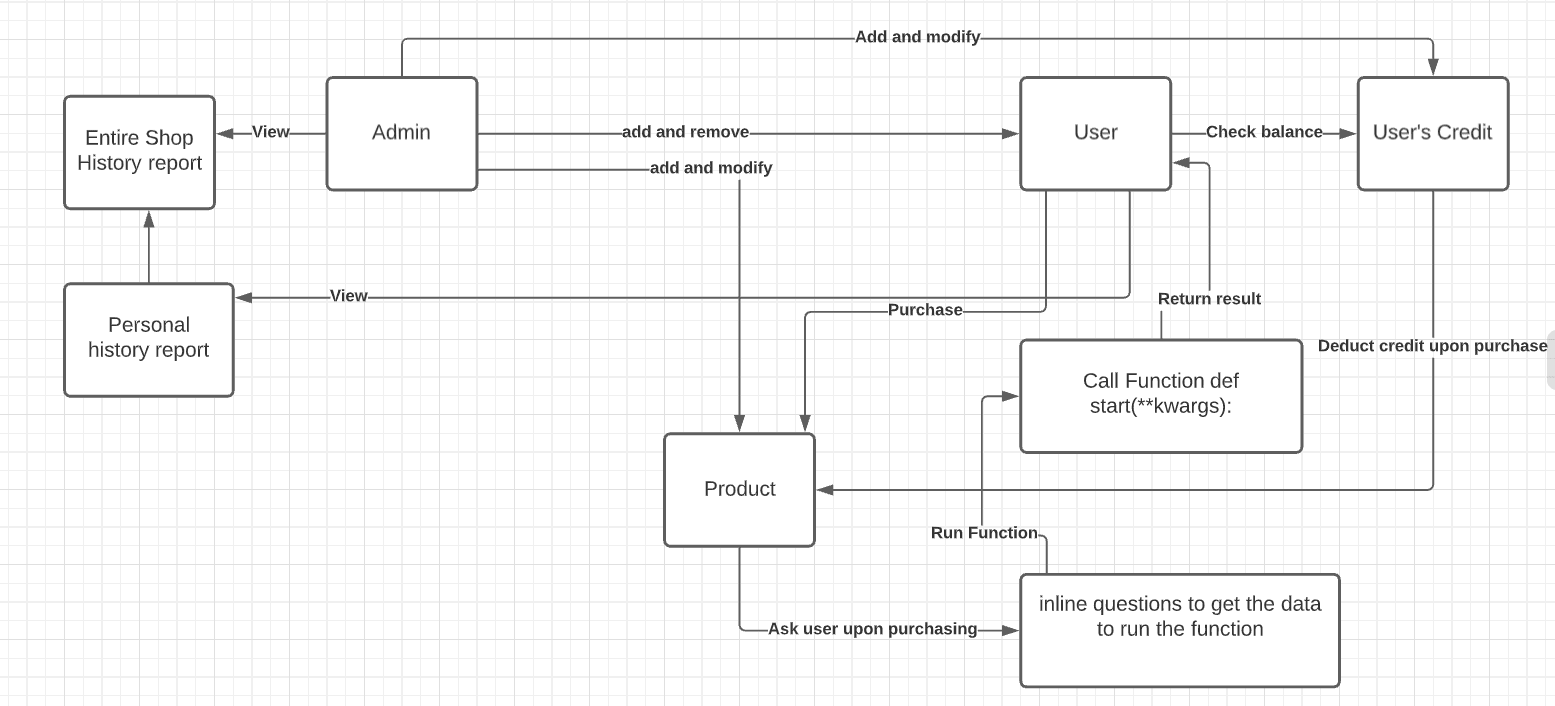 Add and modify
Entire Shop
History report
View
Admin
add and remove
add and modify
User
Check balance
User's Credit
Personal
history report
View
Purchase
Return result
Call Function def
start(**kwargs):
Deduct credit upon purchase
Product
Run Function
Ask user upon purchasing
inline questions to get the data
to run the function